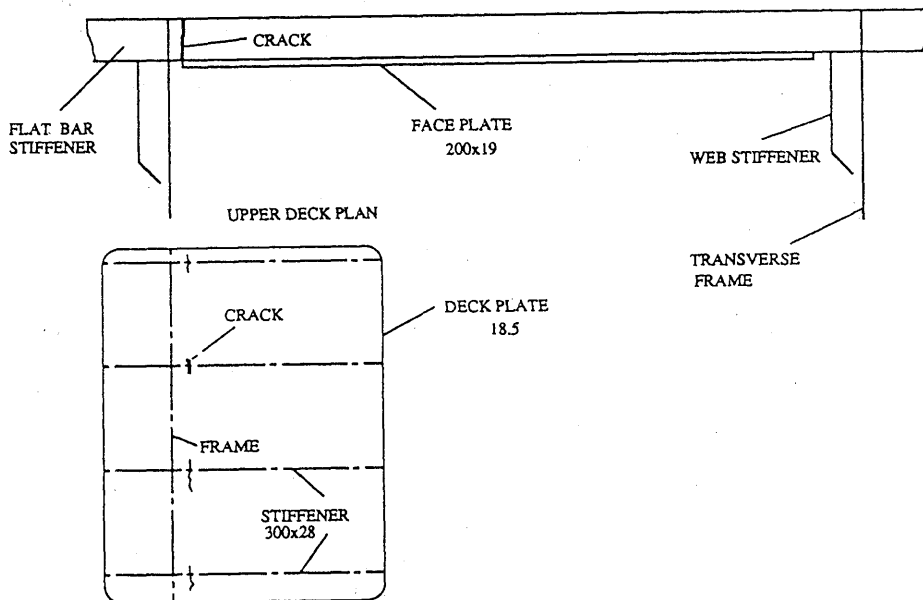 CRACK
FLAT BAR
STIFFENER
FACE PLATE
200x19
WEB STIFFENER
UPPER DECK PLAN
TRANSVERSE
FRAME
DECK PLATE
18.5
CRACK
FRAME
STIFFENER
300x28